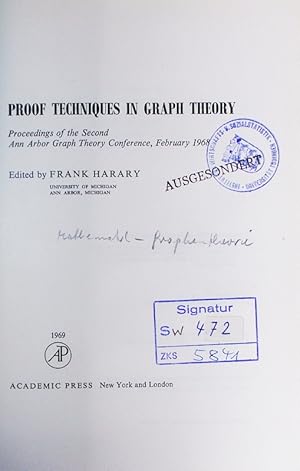 PROOF TECHNIQUES IN GRAPH THEORY
Proceedings of the Second
Ann Arbor Graph Theory Conference, February 1968
Edited by FRANK HARARY
UNIVERSITY OF MICHIGAN
ANN ARBOR, MICHIGAN
AUSGESONDERT
Signatur
SW 472
ZKS 5841
1969
AP
ACADEMIC PRESS New York and London